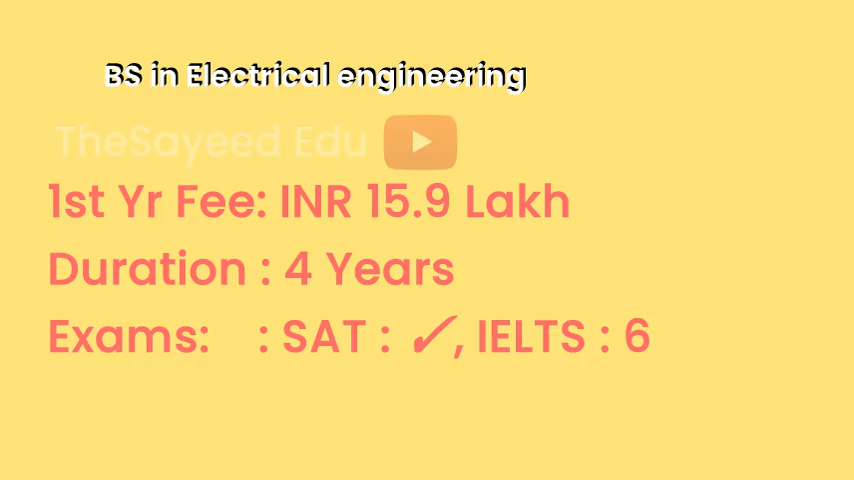 BS in Electrical engineering
TheSayeed Edu
1st Yr Fee: INR 15.9 Lakh
Duration : 4 Years
Exams: : SAT : ✓, IELTS : 6